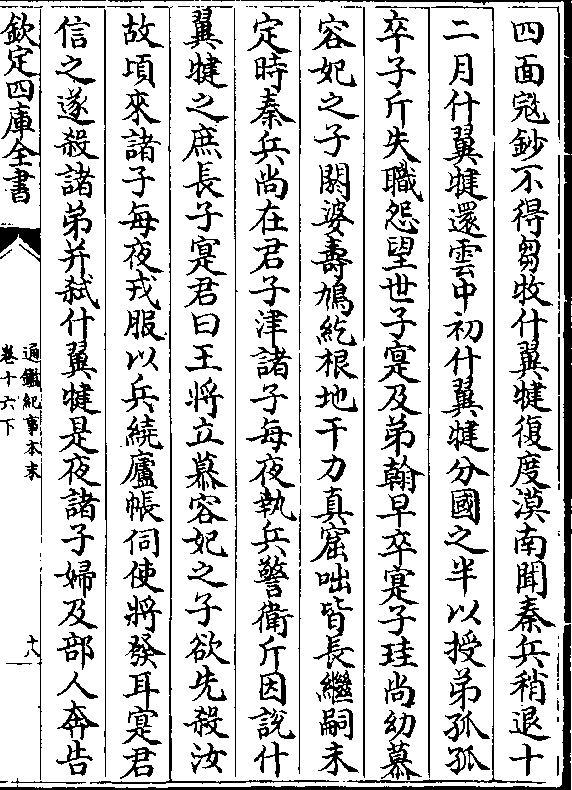 四面寇鈔不得芻牧什翼犍復度漠南聞秦兵稍退十
二月什翼犍還雲中初什翼犍分國之半以授弟孤孤
卒子斤失職怨望世子寔及弟翰早卒寔子珪尚幼慕
容妃之子閼婆壽鳩紇根地干力真窟咄皆長繼嗣未
定時秦兵尚在君子津諸子每夜執兵警衛斤因說什
翼犍之庶長子寔君曰王將立慕容妃之子欲先殺汝
故頃來諸子每夜戎服以兵繞廬帳伺便將發耳寔君
信之遂殺諸弟并弑什翼犍是夜諸子婦及部人奔告
欽定四庫全書
通鑑紀事本末
卷十六下
十八